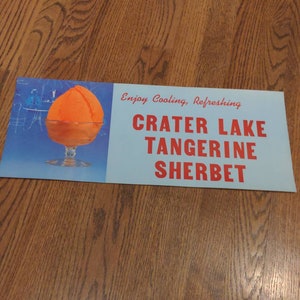 Enjoy Cooling, Refreshing
CRATER LAKE
TANGERINE
SHERBET